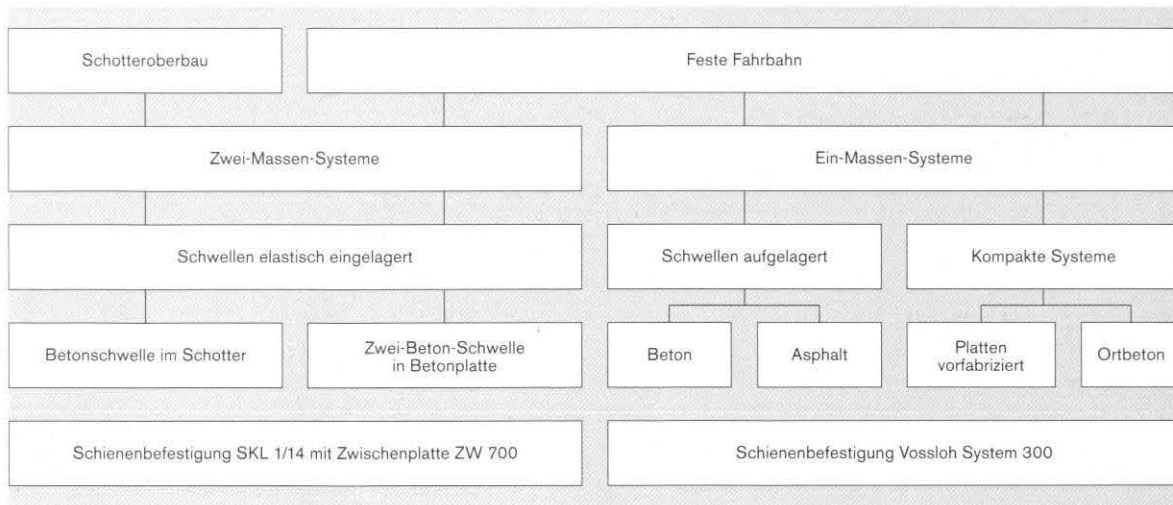 Schotteroberbau
Feste Fahrbahn
Zwei-Massen-Systeme
Ein-Massen-Systeme
Schwellen elastisch eingelagert
Schwellen aufgelagert
Kompakte Systeme
Betonschwelle im Schotter
Zwei-Beton-Schwelle
in Betonplatte
Beton
Asphalt
Platten
vorfabriziert
Ortbeton
Schienenbefestigung SKL 1/14 mit Zwischenplatte ZW 700
Schienenbefestigung Vossloh System 300